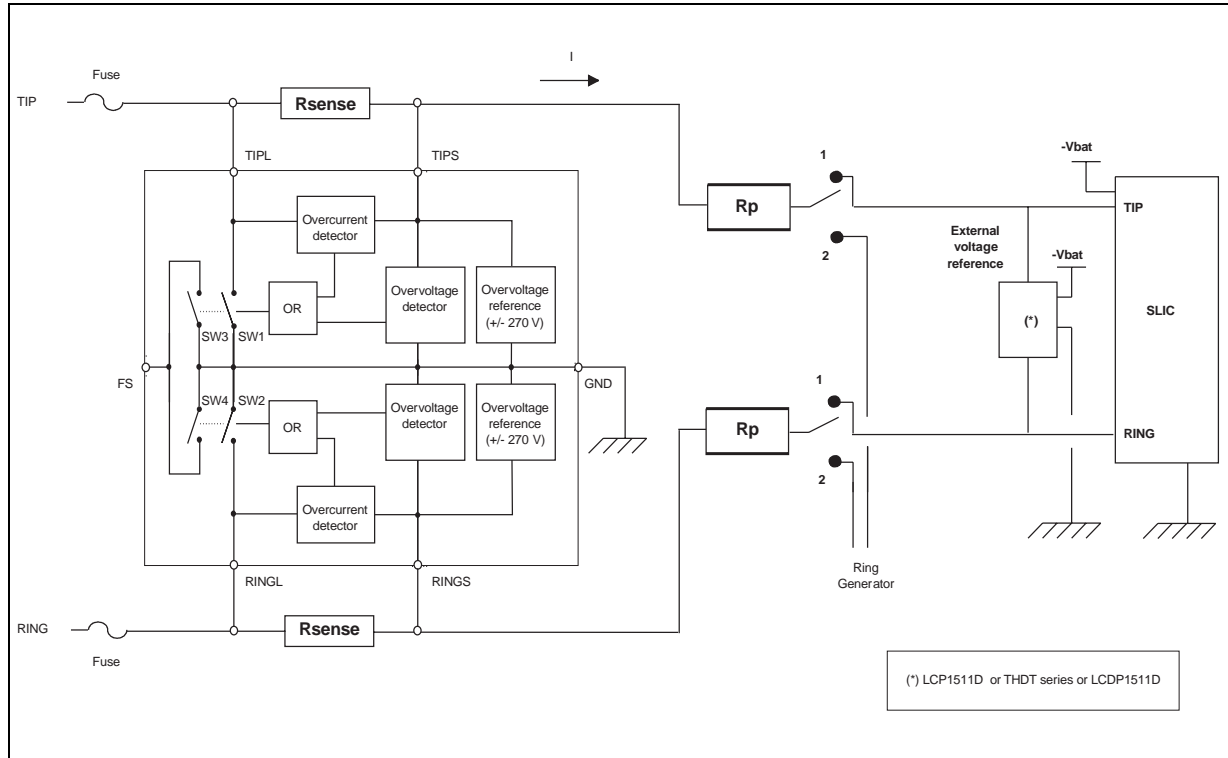 I
Fuse
TIP
Rsense
TIPL
TIPS
1
-Vbat
Overcurrent
detector
Rp
TIP
External
voltage
reference
2
-Vbat
OR
Overvoltage
detector
Overvoltage
reference
(+/- 270 V)
(*)
SLIC
SW3
SW1
FS
GND
SW4
SW2
1
OR
Overvoltage
detector
Overvoltage
reference
(+/- 270 V)
Rp
RING
2
Overcurrent
detector
Ring
Generator
RINGL
RINGS
RING
Rsense
Fuse
(*) LCP1511D or THDT series or LCDP1511D